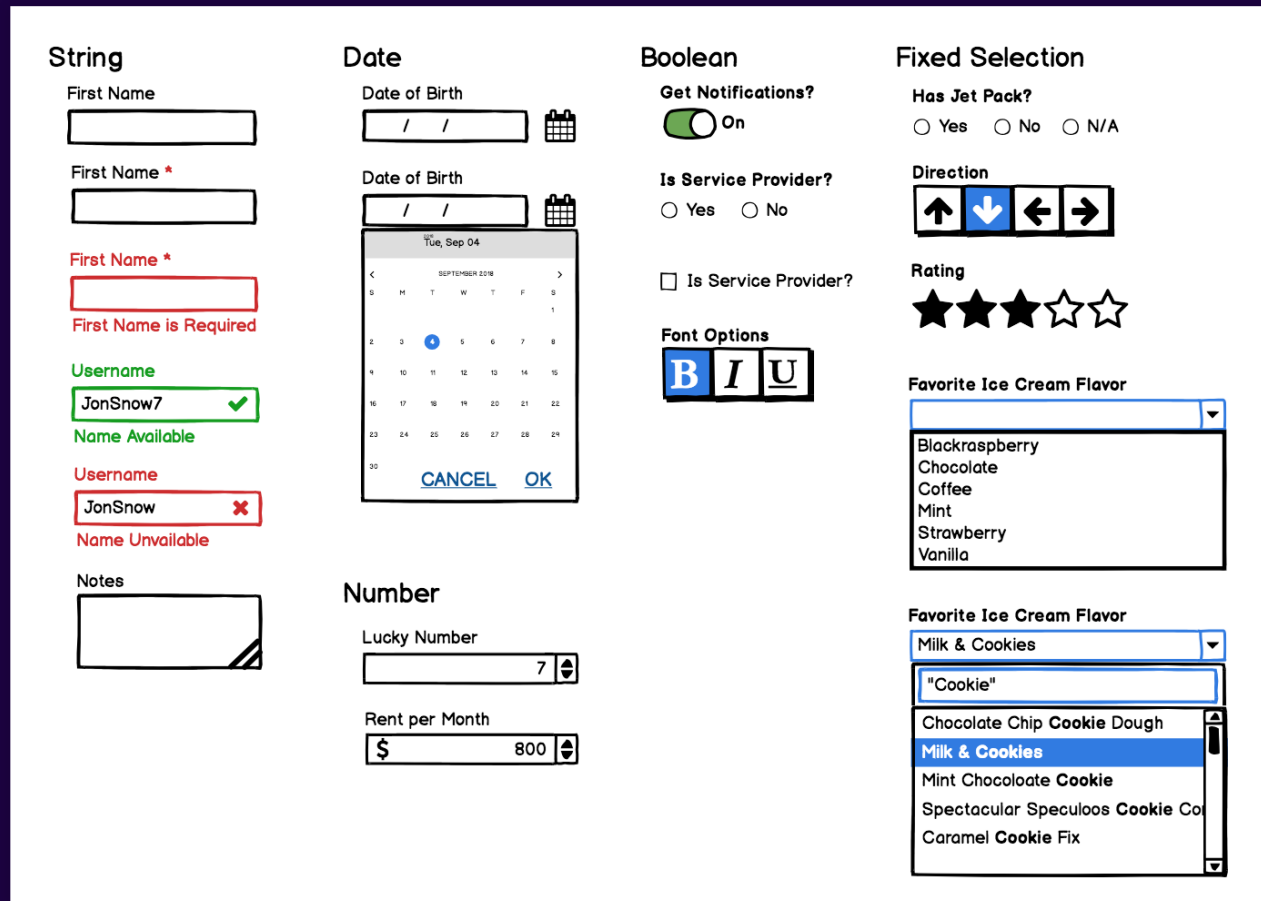 String
First Name
First Name *
First Name *
First Name is Required
Username
JonSnow7
Name Available
Username
JonSnow
Name Unvailable
Notes
Date
Date of Birth
/ /
Date of Birth
/ /
2018
Tue, Sep 04
SEPTEMBER 2018
S M T W T F S
1
2 3 4 5 6 7 8
9 10 11 12 13 14 15
16 17 18 19 20 21 22
23 24 25 26 27 28 29
30
CANCEL OK
Number
Lucky Number
7
Rent per Month
$ 800
Boolean
Get Notifications?
On
Is Service Provider?
Yes No
Is Service Provider?
Font Options
B I U
Fixed Selection
Has Jet Pack?
Yes No N/A
Direction
Rating
Favorite Ice Cream Flavor
Blackraspberry
Chocolate
Coffee
Mint
Strawberry
Vanilla
Favorite Ice Cream Flavor
Milk & Cookies
"Cookie"
Chocolate Chip Cookie Dough
Milk & Cookies
Mint Chocoloate Cookie
Spectacular Speculoos Cookie Cor
Caramel Cookie Fix